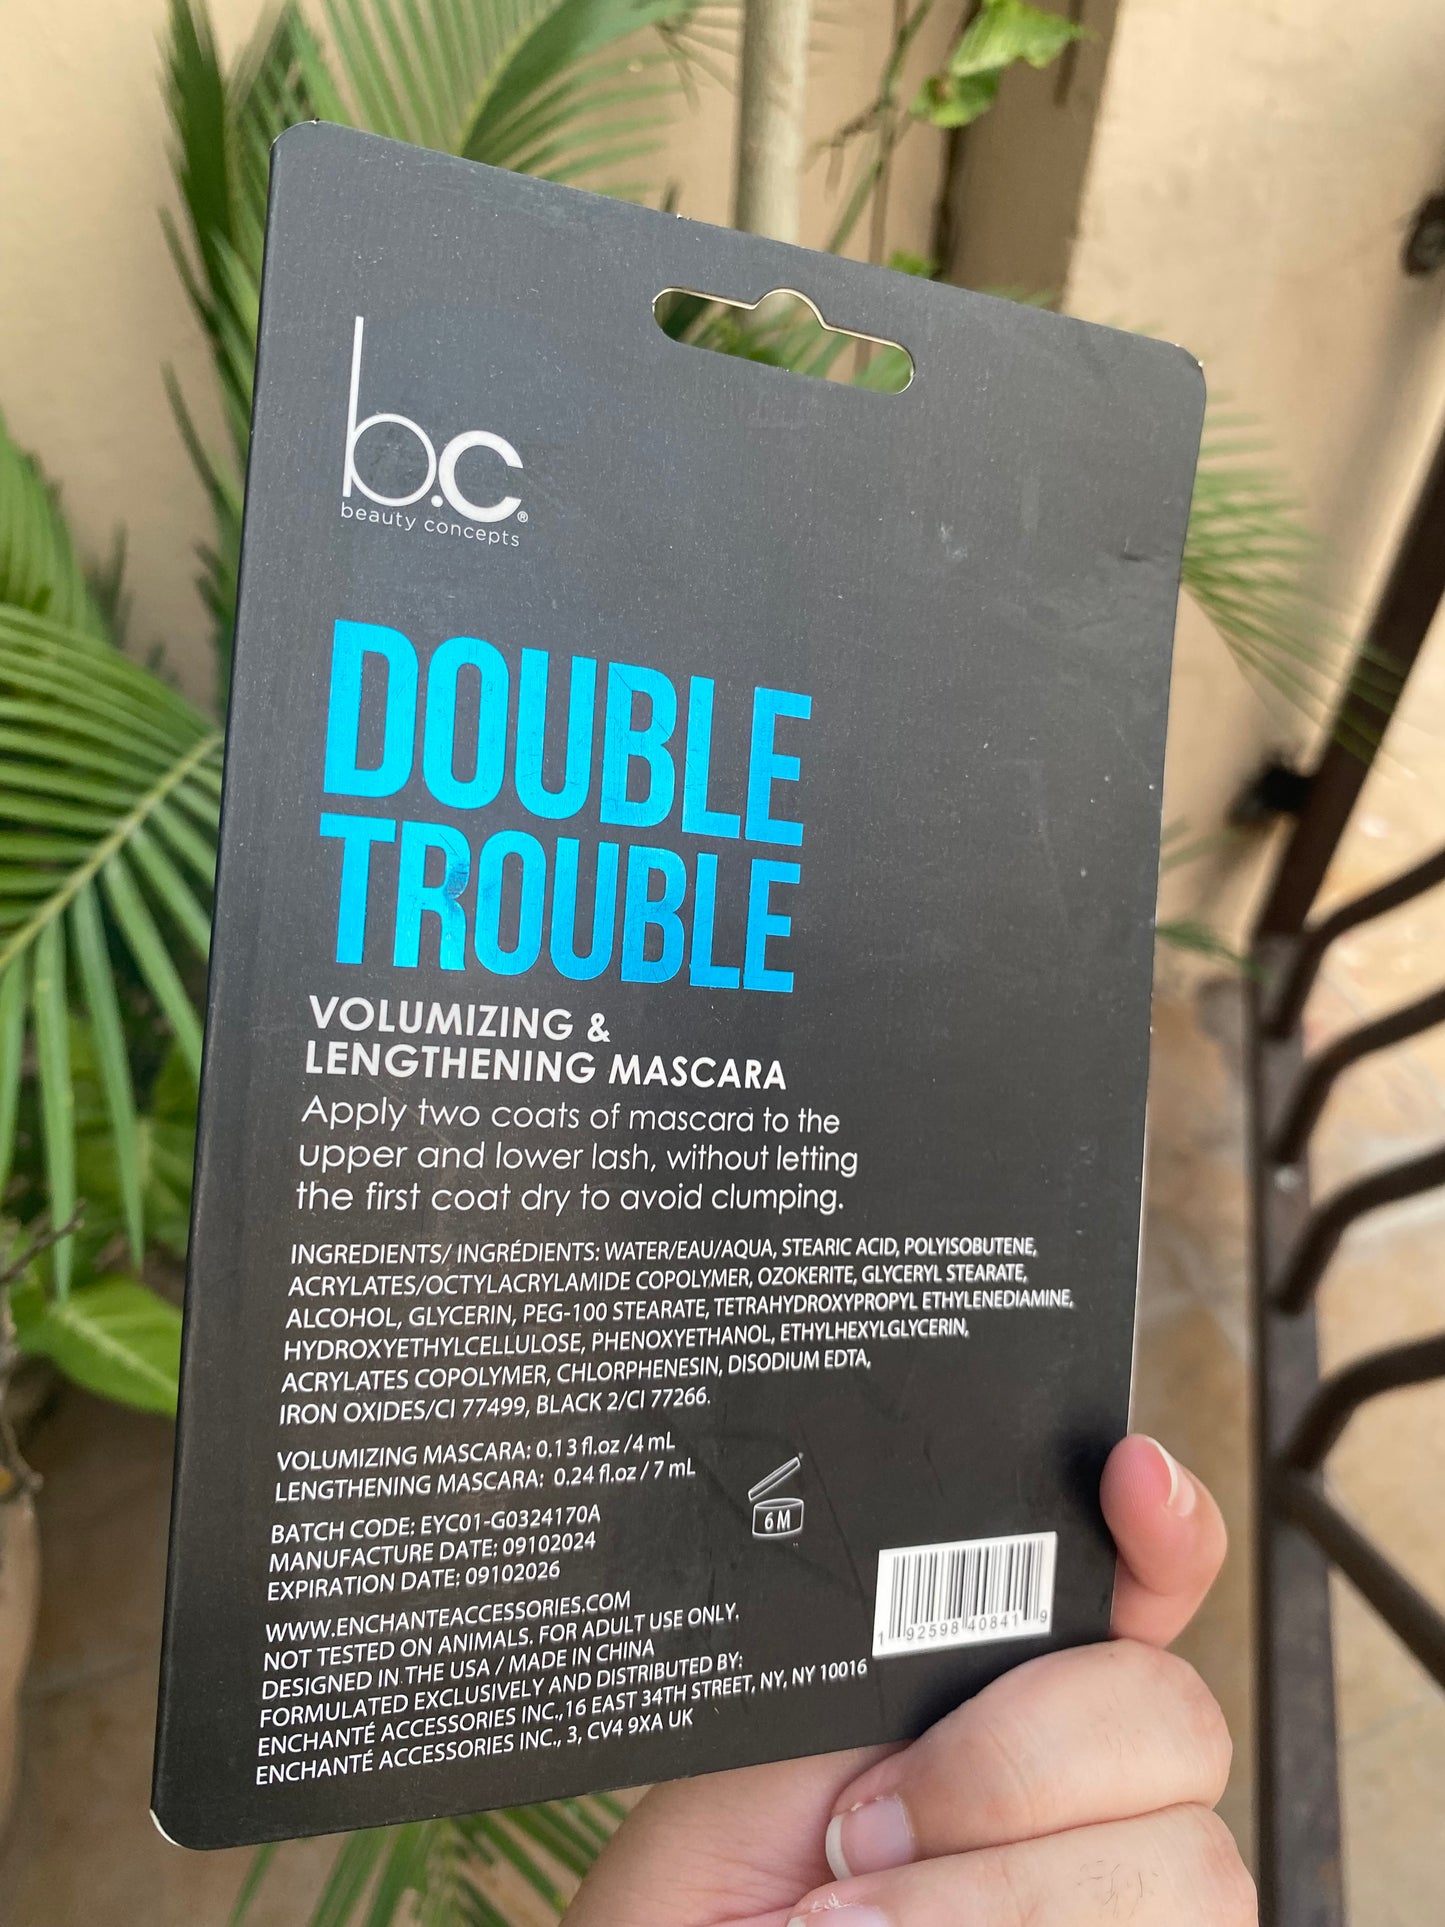 b.c®
beauty concepts
DOUBLE
TROUBLE
VOLUMIZING &
LENGTHENING MASCARA
Apply two coats of mascara to the
upper and lower lash, without letting
the first coat dry to avoid clumping.
INGREDIENTS/ INGRÉDIENTS: WATER/EAU/AQUA, STEARIC ACID, POLYISOBUTENE,
ACRYLATES/OCTYLACRYLAMIDE COPOLYMER, OZOKERITE, GLYCERYL STEARATE,
ALCOHOL, GLYCERIN, PEG-100 STEARATE, TETRAHYDROXYPROPYL ETHYLENEDIAMINE,
HYDROXYETHYLCELLULOSE, PHENOXYETHANOL, ETHYLHEXYLGLYCERIN,
ACRYLATES COPOLYMER, CHLORPHENESIN, DISODIUM EDTA,
IRON OXIDES/CI 77499, BLACK 2/CI 77266.
VOLUMIZING MASCARA: 0.13 fl.oz /4 mL
LENGTHENING MASCARA: 0.24 fl.oz / 7 mL
6 M
BATCH CODE: EYC01-G0324170A
MANUFACTURE DATE: 09102024
EXPIRATION DATE: 09102026
WWW.ENCHANTEACCESSORIES.COM
NOT TESTED ON ANIMALS. FOR ADULT USE ONLY.
DESIGNED IN THE USA / MADE IN CHINA
FORMULATED EXCLUSIVELY AND DISTRIBUTED BY:
ENCHANTÉ ACCESSORIES INC.,16 EAST 34TH STREET, NY, NY 10016
ENCHANTÉ ACCESSORIES INC., 3, CV4 9XA UK
1 92598 40841 9